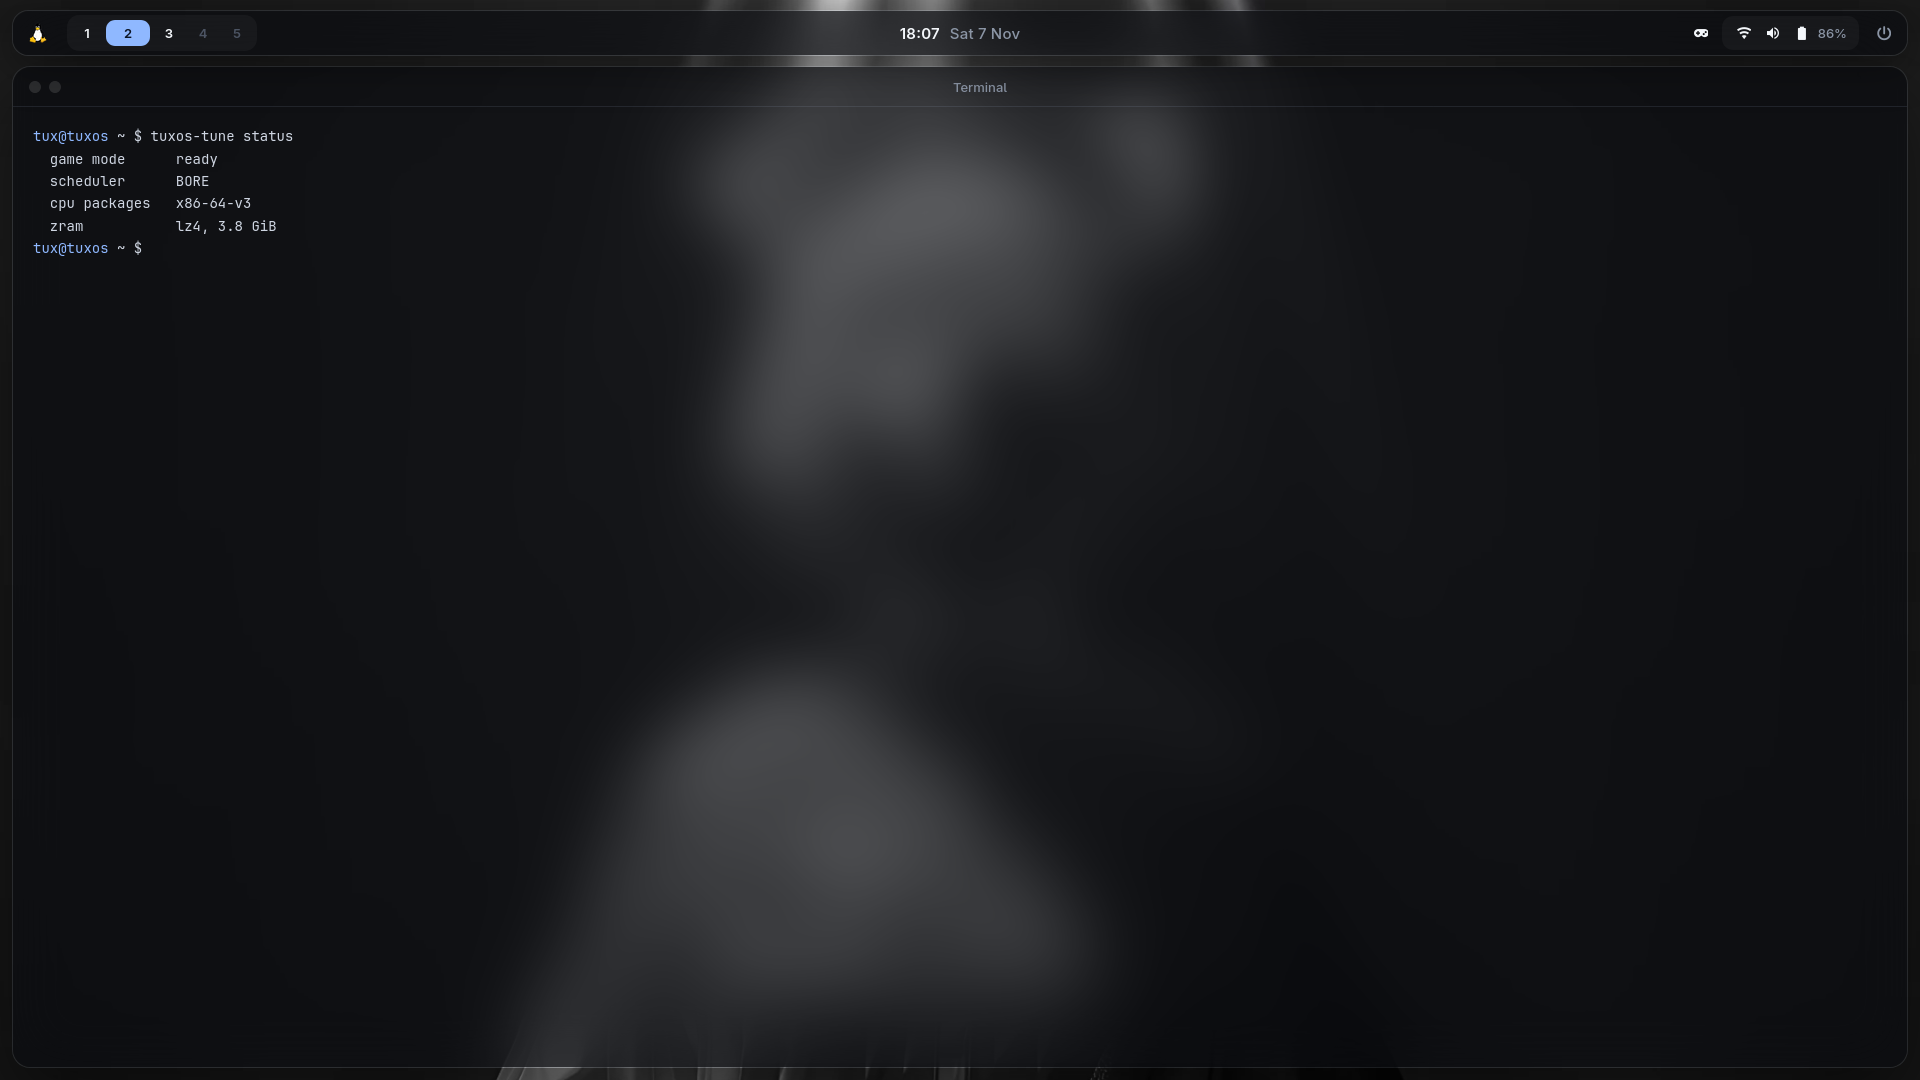 1 2 3 4 5 18:07 Sat 7 Nov 86%
Terminal
tux@tuxos ~ $ tuxos-tune status
game mode ready
scheduler BORE
cpu packages x86-64-v3
zram lz4, 3.8 GiB
tux@tuxos ~ $